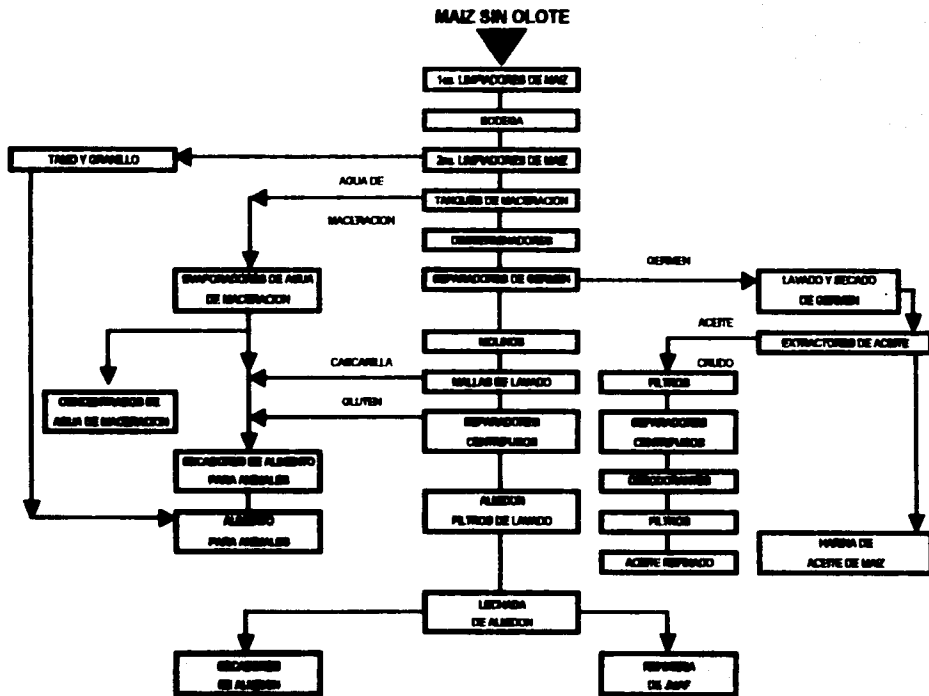 MAIZ SIN OLOTE
1os. LIMPIADORES DE MAIZ
BODEGA
TAMO Y GRANILLO
2os. LIMPIADORES DE MAIZ
AGUA DE
MACERACION
TANQUES DE MACERACION
DESGERMINADORES
GERMEN
EVAPORADORES DE AGUA
DE MACERACION
SEPARADORES DE GERMEN
LAVADO Y SECADO
DE GERMEN
ACEITE
CRUDO
MOLINOS
EXTRACTORES DE ACEITE
CASCARILLA
MALLAS DE LAVADO
FILTROS
CONCENTRADOS DE
AGUA DE MACERACION
GLUTEN
SEPARADORES
CENTRIFUGOS
SEPARADORES
CENTRIFUGOS
SECADORES DE ALIMENTO
PARA ANIMALES
DEODORANTES
ALIMENTO
PARA ANIMALES
ALMIDON
FILTROS DE LAVADO
FILTROS
HARINA DE
ACEITE DE MAIZ
ACEITE REFINADO
LECHADA
DE ALMIDON
SECADORES
DE ALMIDON
REFINERIA
DE JMAF